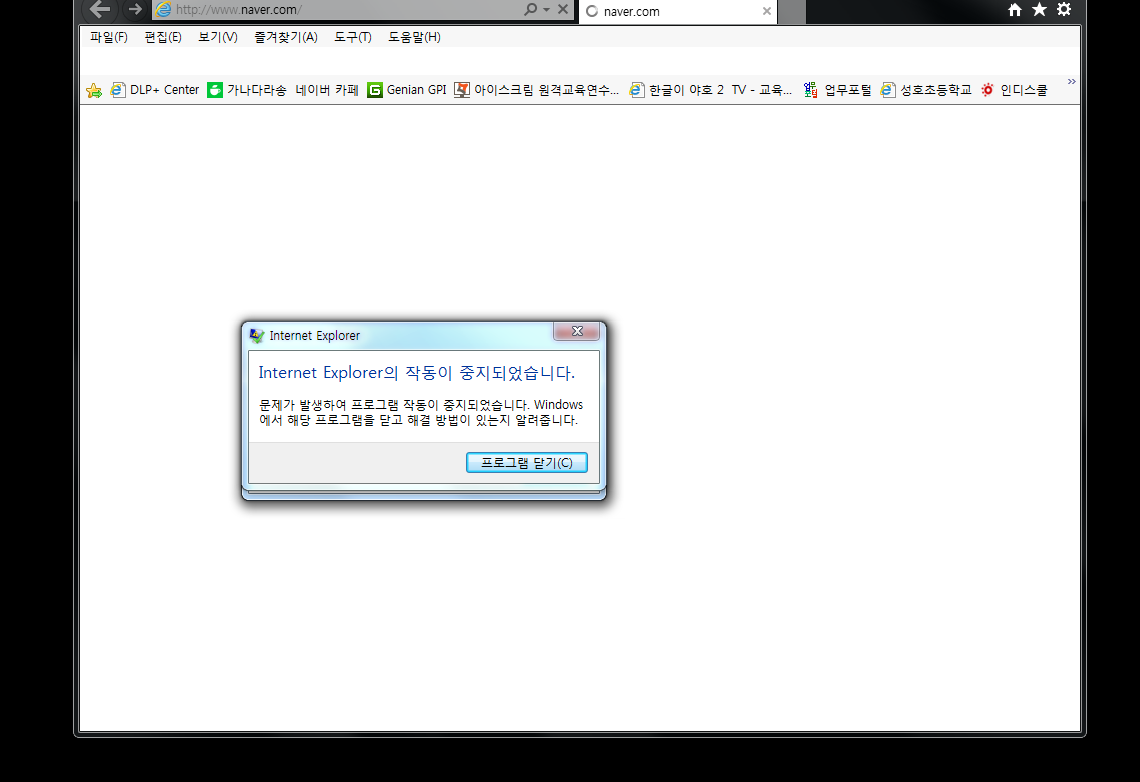 http://www.naver.com/
naver.com
파일(F) 편집(E) 보기(V) 즐겨찾기(A) 도구(T) 도움말(H)
DLP+ Center 가나다라송 네이버 카페 Genian GPI 아이스크림 원격교육연수... 한글이 야호 2 TV - 교육... 업무포털 성호초등학교 인디스쿨
Internet Explorer
Internet Explorer의 작동이 중지되었습니다.
문제가 발생하여 프로그램 작동이 중지되었습니다. Windows
에서 해당 프로그램을 닫고 해결 방법이 있는지 알려줍니다.
프로그램 닫기(C)